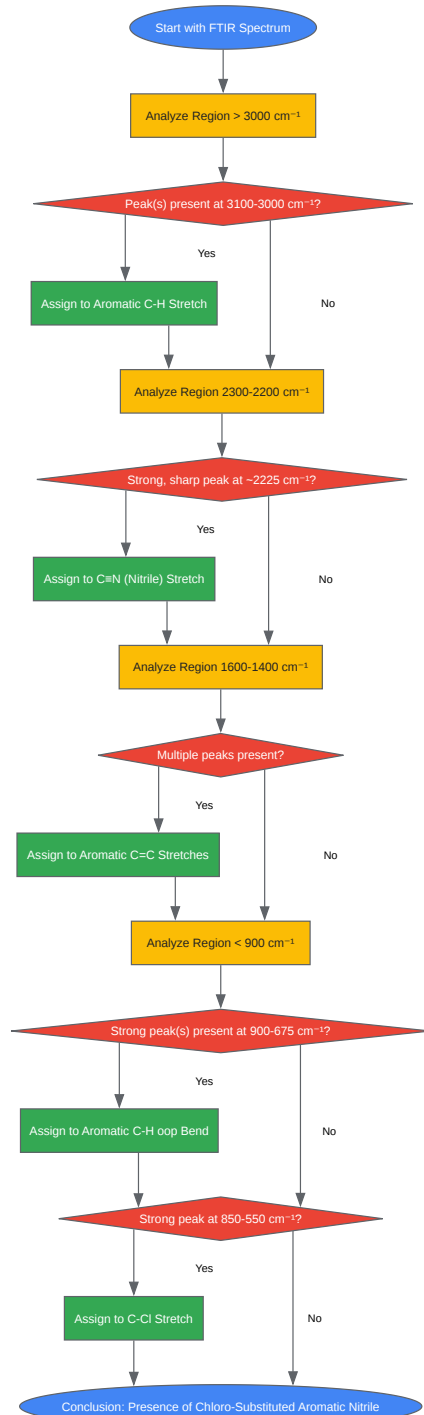 Start with FTIR Spectrum
Analyze Region > 3000 cm⁻¹
Peak(s) present at 3100-3000 cm⁻¹?
Yes
Assign to Aromatic C-H Stretch
No
Analyze Region 2300-2200 cm⁻¹
Strong, sharp peak at ~2225 cm⁻¹?
Yes
Assign to C≡N (Nitrile) Stretch
No
Analyze Region 1600-1400 cm⁻¹
Multiple peaks present?
Yes
Assign to Aromatic C=C Stretches
No
Analyze Region < 900 cm⁻¹
Strong peak(s) present at 900-675 cm⁻¹?
Yes
Assign to Aromatic C-H oop Bend
No
Strong peak at 850-550 cm⁻¹?
Yes
Assign to C-Cl Stretch
No
Conclusion: Presence of Chloro-Substituted Aromatic Nitrile